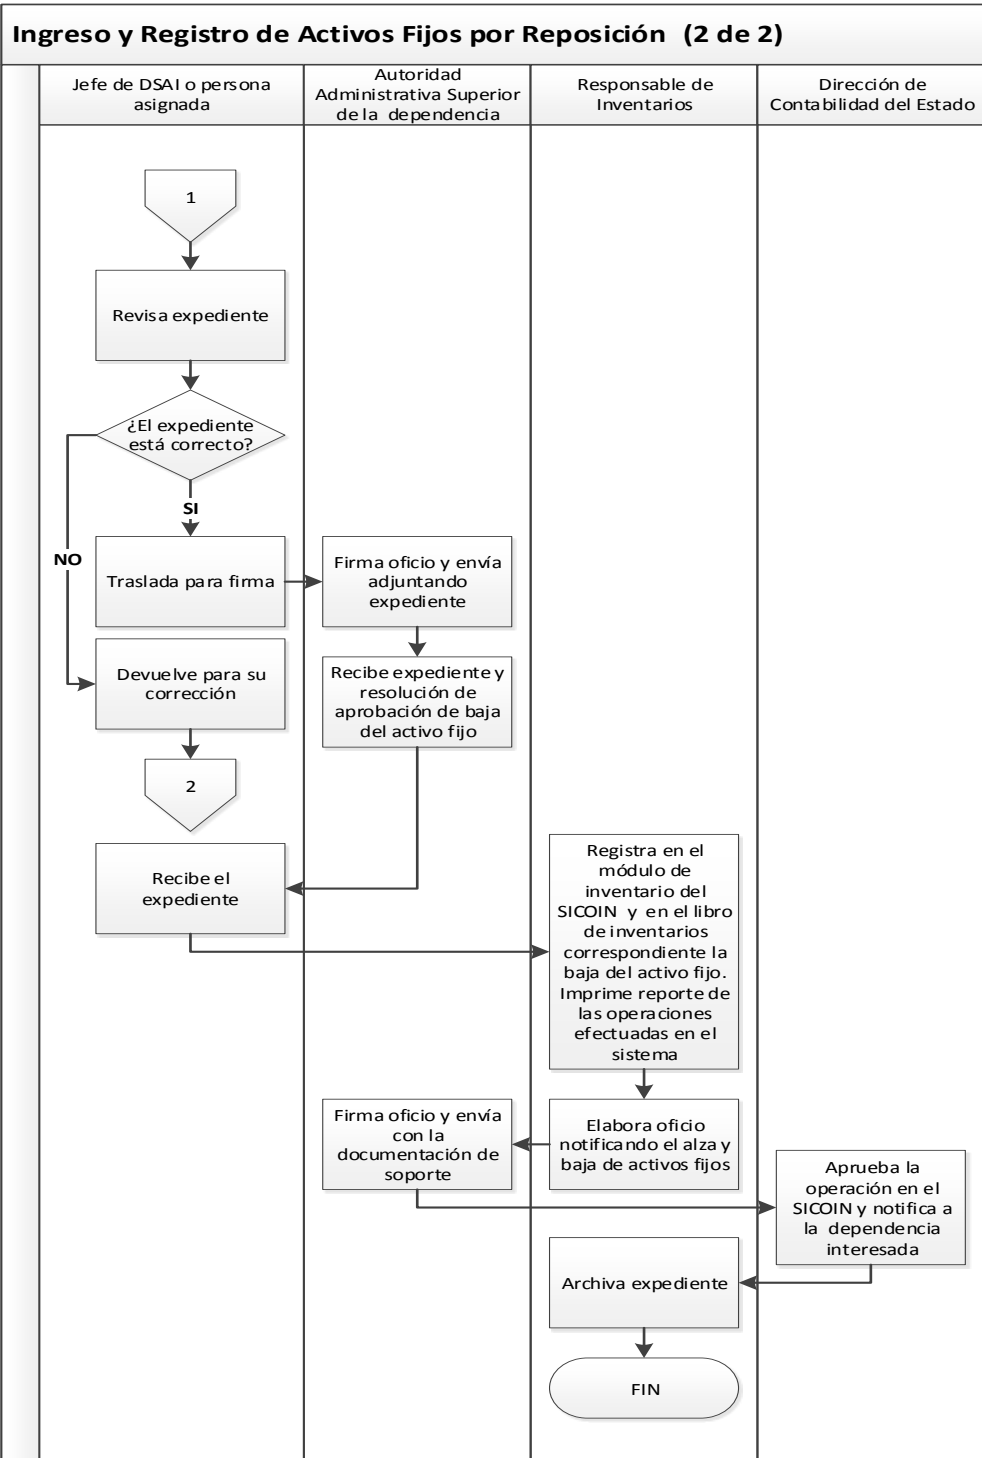 Ingreso y Registro de Activos Fijos por Reposición (2 de 2)
Jefe de DSAI o persona
asignada
Autoridad
Administrativa Superior
de la dependencia
Responsable de
Inventarios
Dirección de
Contabilidad del Estado
1
Revisa expediente
¿El expediente
está correcto?
SI
NO
Traslada para firma
Firma oficio y envía
adjuntando
expediente
Devuelve para su
corrección
Recibe expediente y
resolución de
aprobación de baja
del activo fijo
2
Recibe el
expediente
Registra en el
módulo de
inventario del
SICOIN y en el libro
de inventarios
correspondiente la
baja del activo fijo.
Imprime reporte de
las operaciones
efectuadas en el
sistema
Elabora oficio
notificando el alza y
baja de activos fijos
Firma oficio y envía
con la
documentación de
soporte
Aprueba la
operación en el
SICOIN y notifica a
la dependencia
interesada
Archiva expediente
FIN